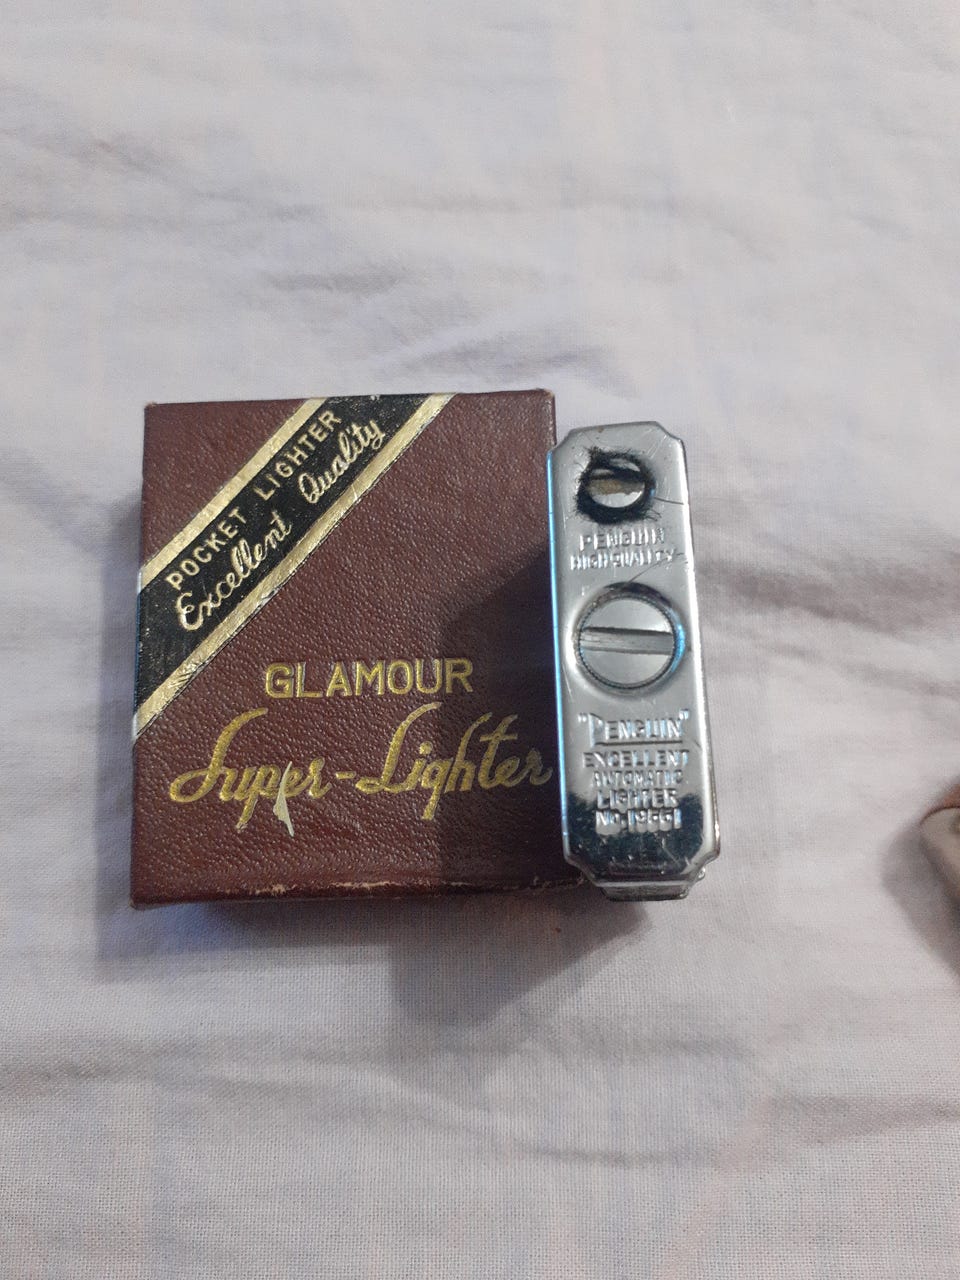 POCKET LIGHTER
Excellent Quality
GLAMOUR
Super-Lighter
PENGUIN
HIGH QUALITY
"PENGUIN"
EXCELLENT
AUTOMATIC
LIGHTER